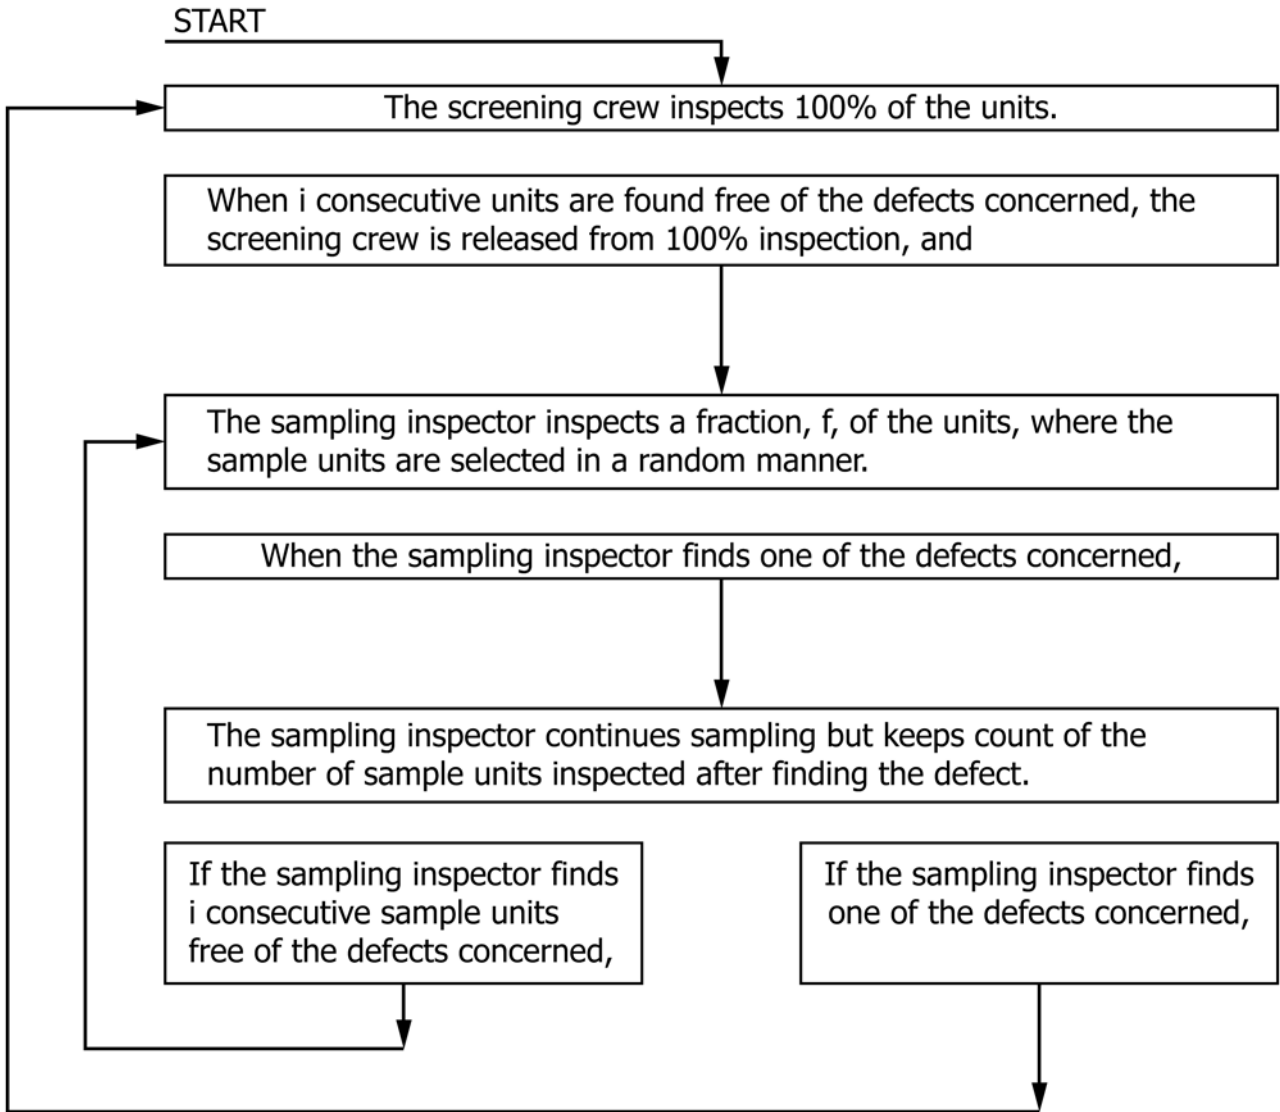 START
The screening crew inspects 100% of the units.
When i consecutive units are found free of the defects concerned, the
screening crew is released from 100% inspection, and
The sampling inspector inspects a fraction, f, of the units, where the
sample units are selected in a random manner.
When the sampling inspector finds one of the defects concerned,
The sampling inspector continues sampling but keeps count of the
number of sample units inspected after finding the defect.
If the sampling inspector finds
i consecutive sample units
free of the defects concerned,
If the sampling inspector finds
one of the defects concerned,